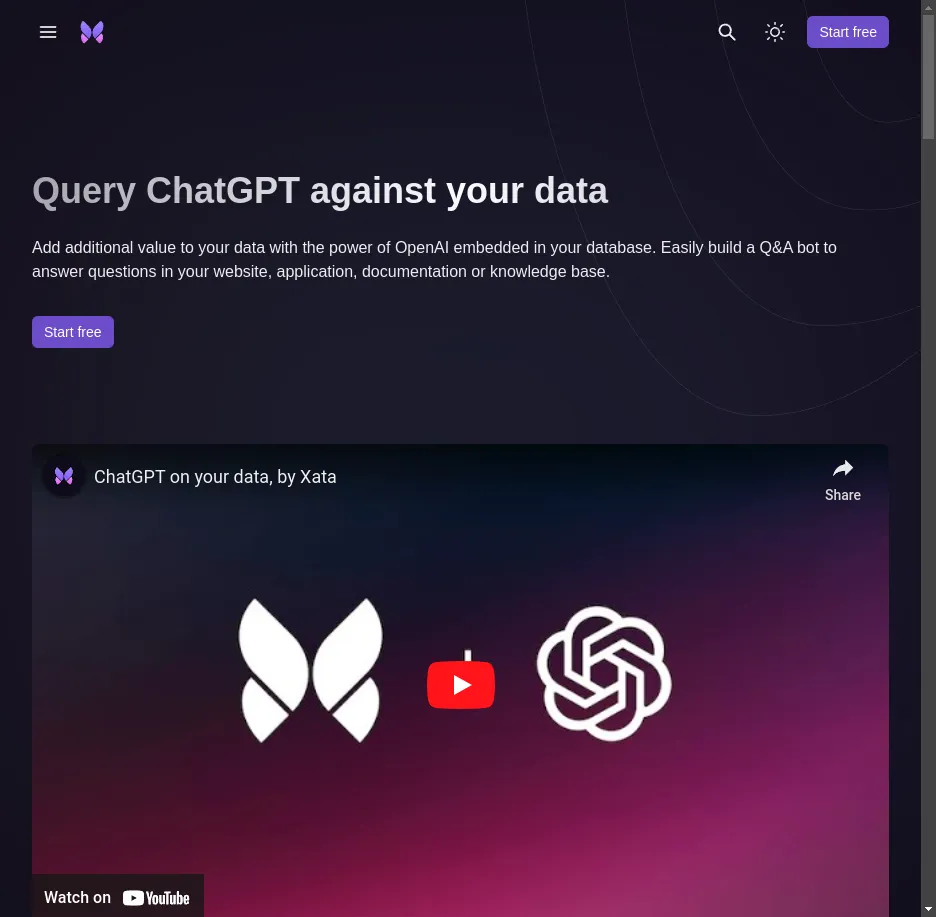 Start free
Query ChatGPT against your data
Add additional value to your data with the power of OpenAI embedded in your database. Easily build a Q&A bot to
answer questions in your website, application, documentation or knowledge base.
Start free
ChatGPT on your data, by Xata
Share
Watch on YouTube